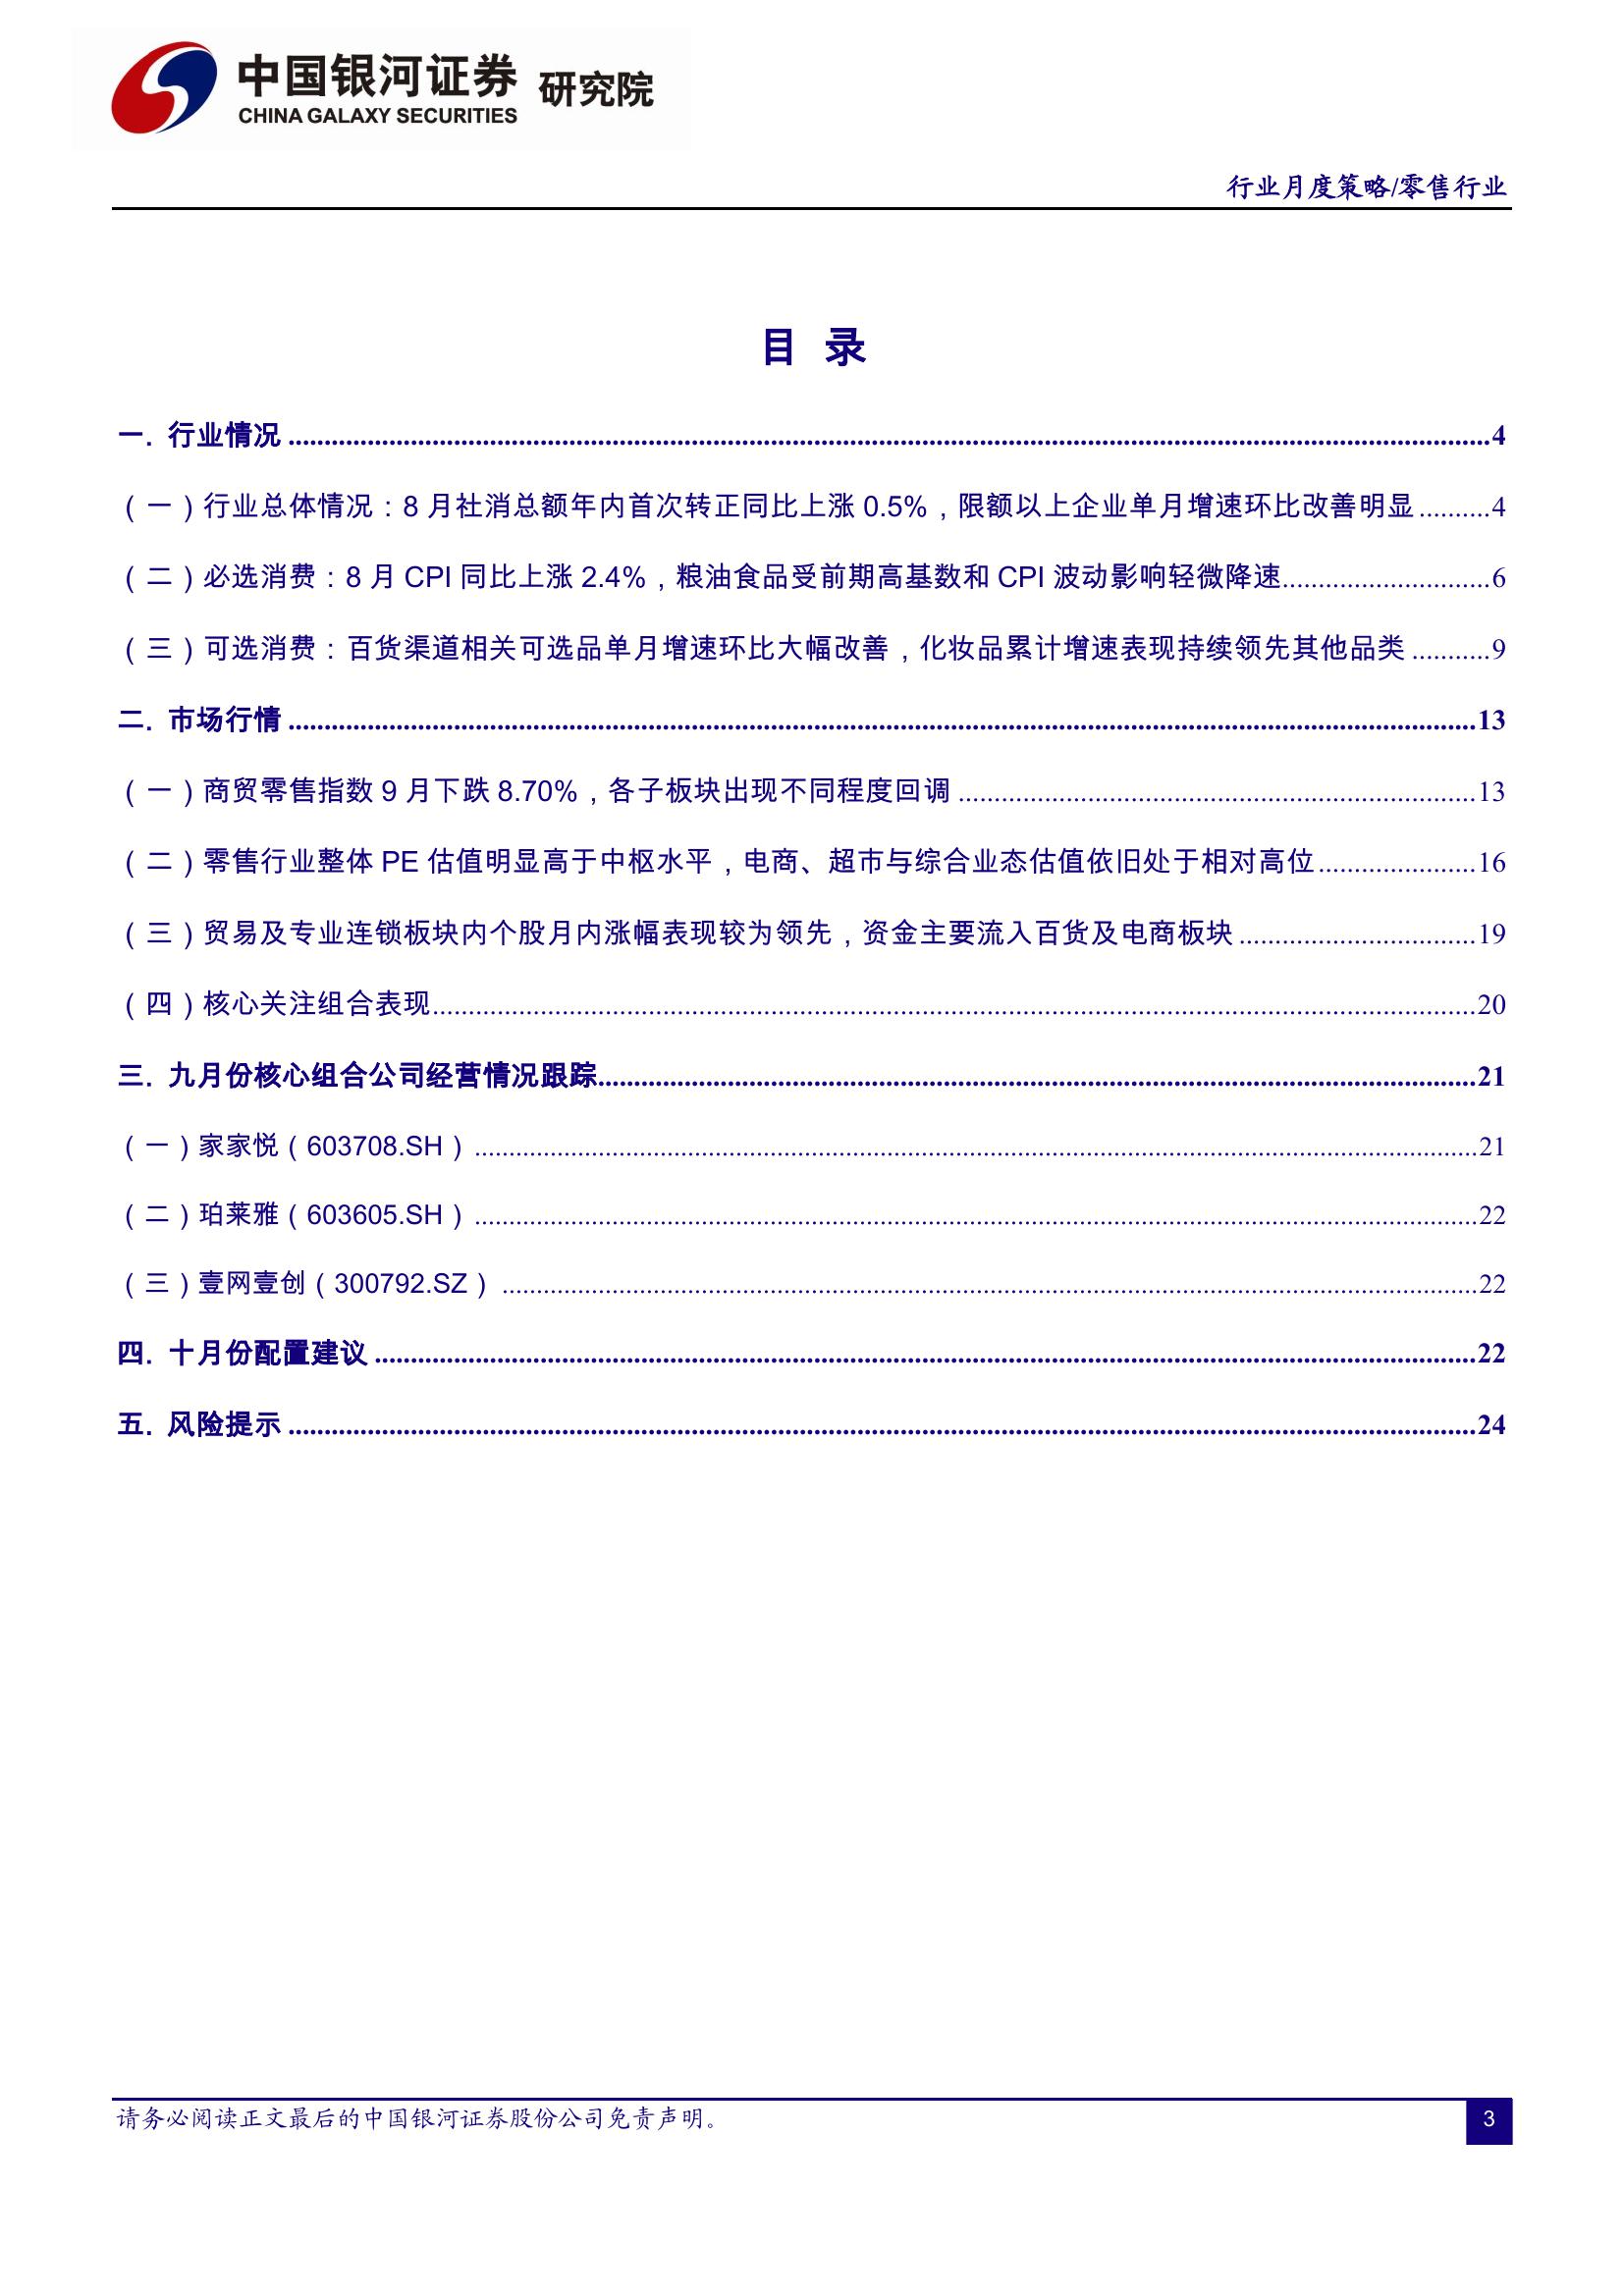 中国银河证券 研究院
CHINA GALAXY SECURITIES
行业月度策略/零售行业
目 录
一. 行业情况 ........ 4
（一）行业总体情况：8 月社消总额年内首次转正同比上涨 0.5%，限额以上企业单月增速环比改善明显 ........ 4
（二）必选消费：8 月 CPI 同比上涨 2.4%，粮油食品受前期高基数和 CPI 波动影响轻微降速 ........ 6
（三）可选消费：百货渠道相关可选品单月增速环比大幅改善，化妆品累计增速表现持续领先其他品类 ........ 9
二. 市场行情 ........ 13
（一）商贸零售指数 9 月下跌 8.70%，各子板块出现不同程度回调 ........ 13
（二）零售行业整体 PE 估值明显高于中枢水平，电商、超市与综合业态估值依旧处于相对高位 ........ 16
（三）贸易及专业连锁板块内个股月内涨幅表现较为领先，资金主要流入百货及电商板块 ........ 19
（四）核心关注组合表现 ........ 20
三. 九月份核心组合公司经营情况跟踪 ........ 21
（一）家家悦（603708.SH） ........ 21
（二）珀莱雅（603605.SH） ........ 22
（三）壹网壹创（300792.SZ） ........ 22
四. 十月份配置建议 ........ 22
五. 风险提示 ........ 24
请务必阅读正文最后的中国银河证券股份公司免责声明。
3